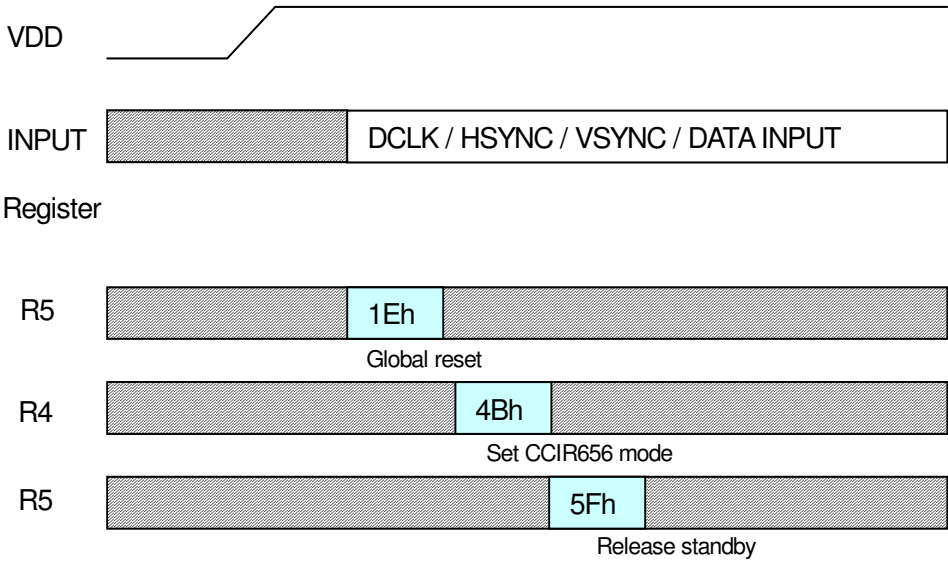 VDD
INPUT DCLK / HSYNC / VSYNC / DATA INPUT
Register
R5 1Eh
Global reset
R4 4Bh
Set CCIR656 mode
R5 5Fh
Release standby